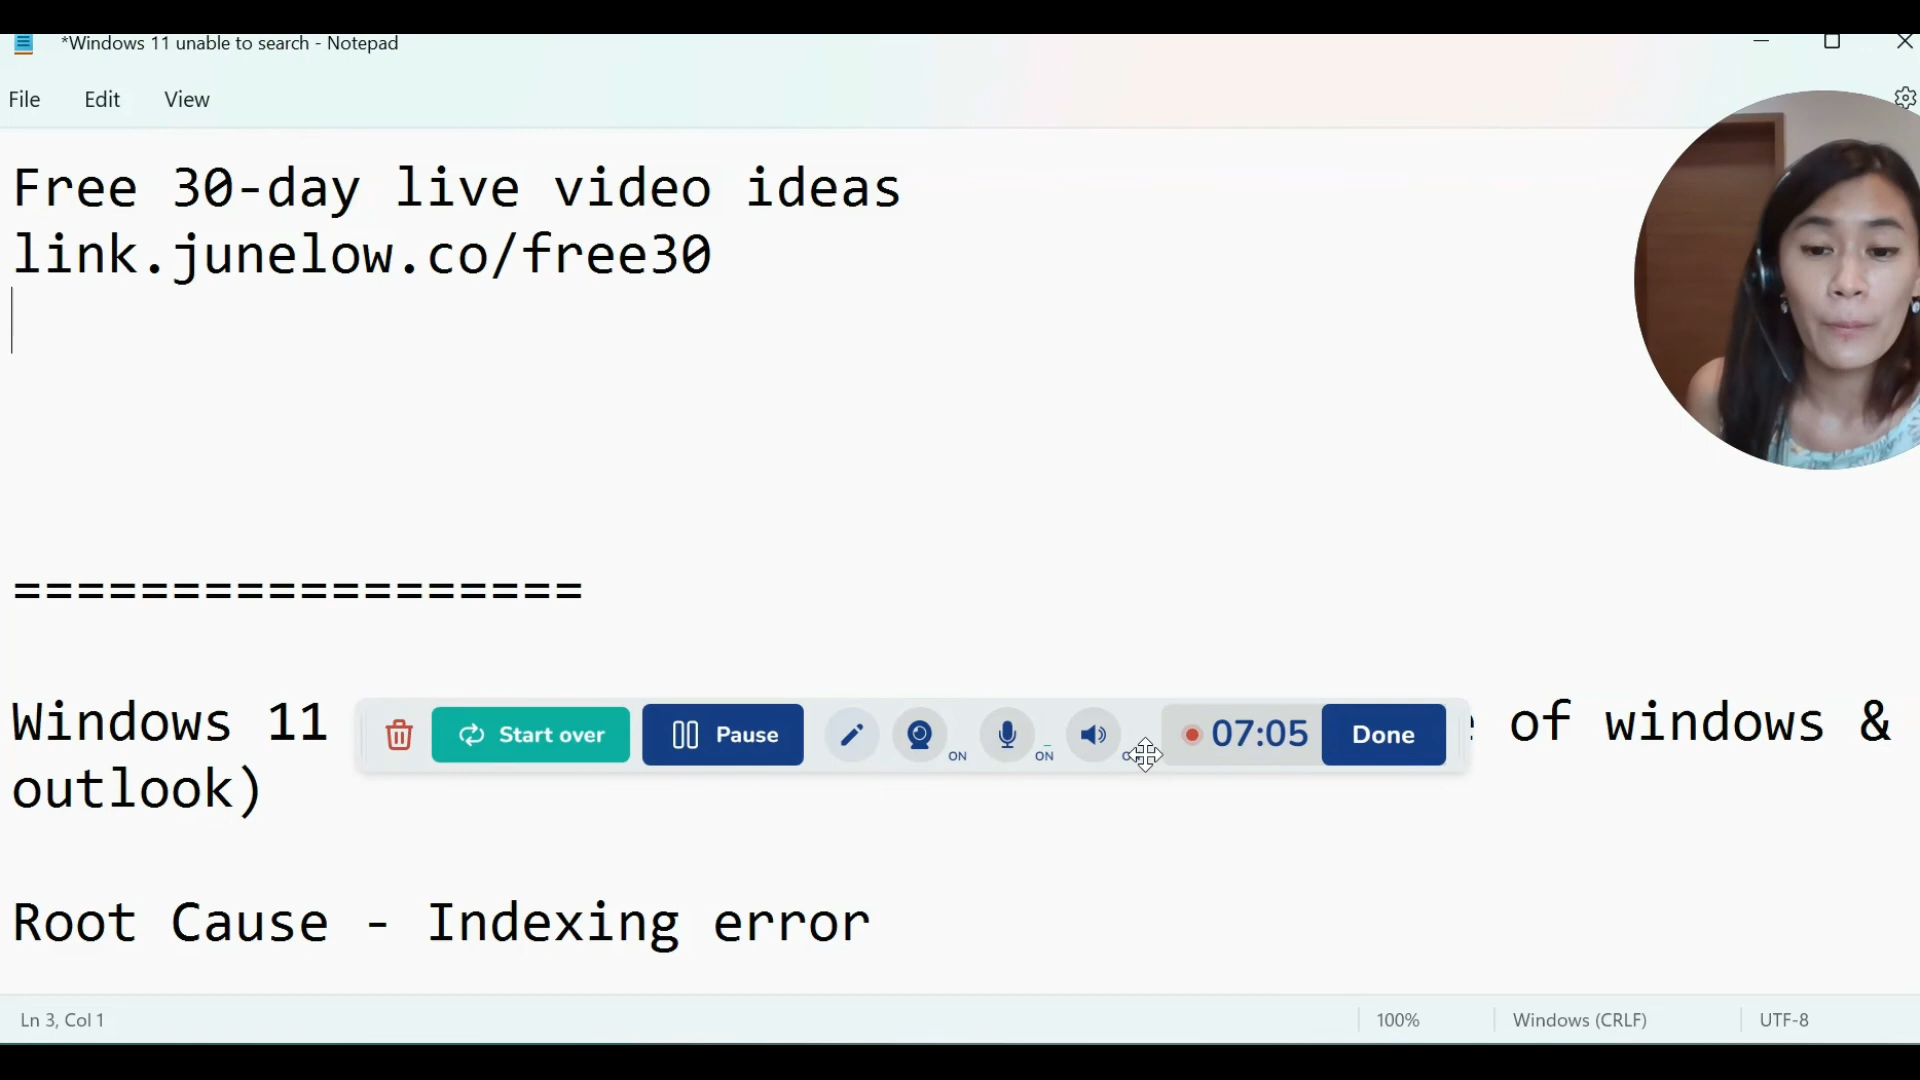 *Windows 11 unable to search - Notepad
File Edit View
Free 30-day live video ideas
link.junelow.co/free30
==================
Windows 11 of windows &
outlook)
Start over Pause ON ON 07:05 Done
Root Cause - Indexing error
Ln 3, Col 1 100% Windows (CRLF) UTF-8